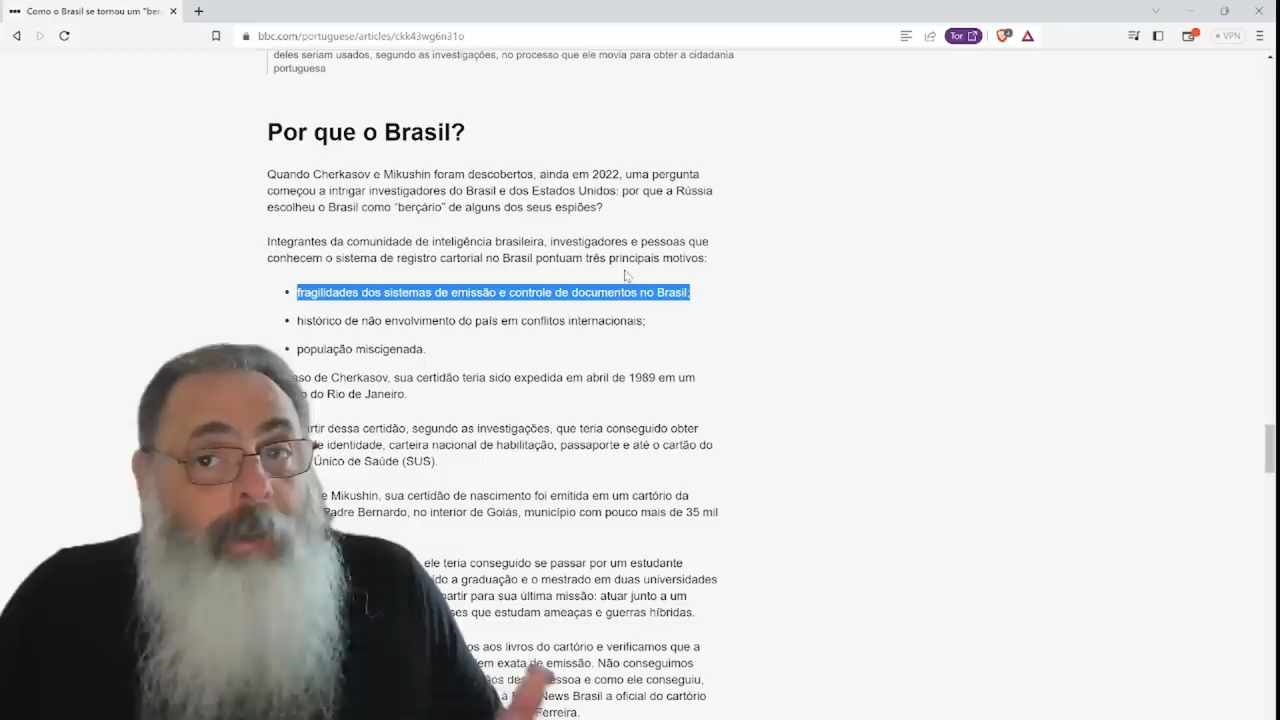 Como o Brasil se tornou um "berç
bbc.com/portuguese/articles/ckk43wg6n31o
Tor
VPN
deles seriam usados, segundo as investigações, no processo que ele movia para obter a cidadania
portuguesa
Por que o Brasil?
Quando Cherkasov e Mikushin foram descobertos, ainda em 2022, uma pergunta
começou a intrigar investigadores do Brasil e dos Estados Unidos: por que a Rússia
escolheu o Brasil como “berçário” de alguns dos seus espiões?
Integrantes da comunidade de inteligência brasileira, investigadores e pessoas que
conhecem o sistema de registro cartorial no Brasil pontuam três principais motivos:
• fragilidades dos sistemas de emissão e controle de documentos no Brasil;
• histórico de não envolvimento do país em conflitos internacionais;
• população miscigenada.
aso de Cherkasov, sua certidão teria sido expedida em abril de 1989 em um
do Rio de Janeiro.
rtir dessa certidão, segundo as investigações, que teria conseguido obter
de identidade, carteira nacional de habilitação, passaporte e até o cartão do
Único de Saúde (SUS).
e Mikushin, sua certidão de nascimento foi emitida em um cartório da
Padre Bernardo, no interior de Goiás, município com pouco mais de 35 mil
ele teria conseguido se passar por um estudante
ído a graduação e o mestrado em duas universidades
partir para sua última missão: atuar junto a um
ses que estudam ameaças e guerras híbridas.
os aos livros do cartório e verificamos que a
em exata de emissão. Não conseguimos
essoa e como ele conseguiu,
News Brasil a oficial do cartório
Ferreira.